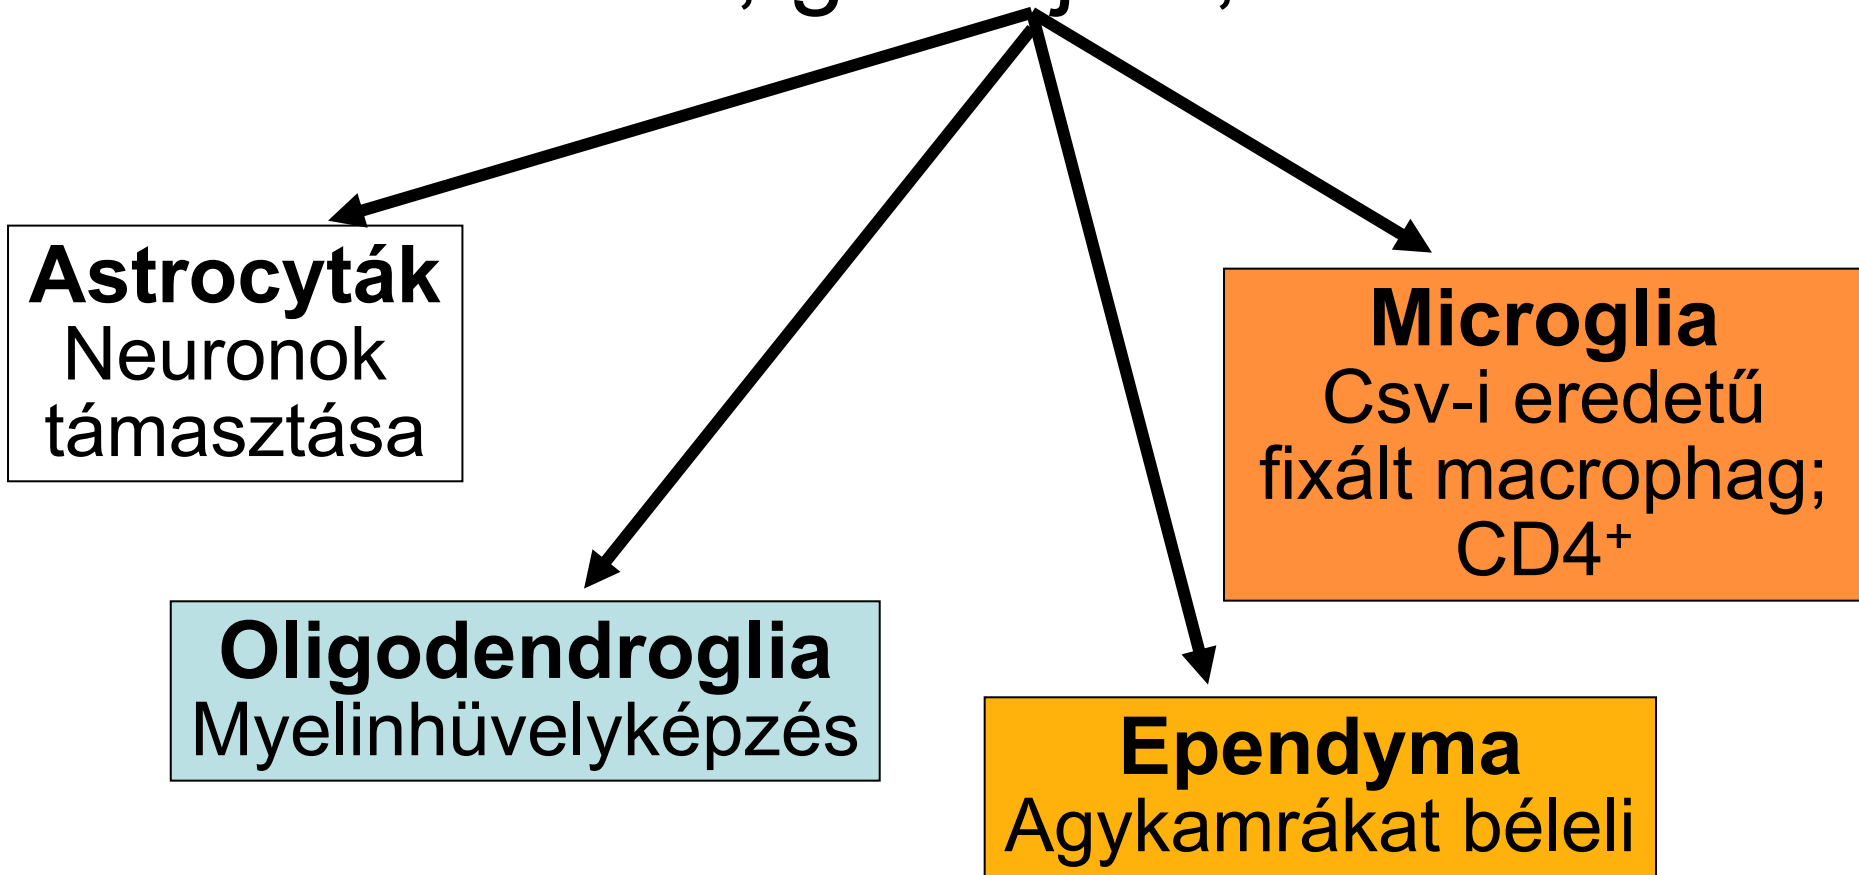 Astrocyták
Neuronok
támasztása
Microglia
Csv-i eredetű
fixált macrophag;
CD4⁺
Oligodendroglia
Myelinhüvelyképzés
Ependyma
Agykamrákat béleli